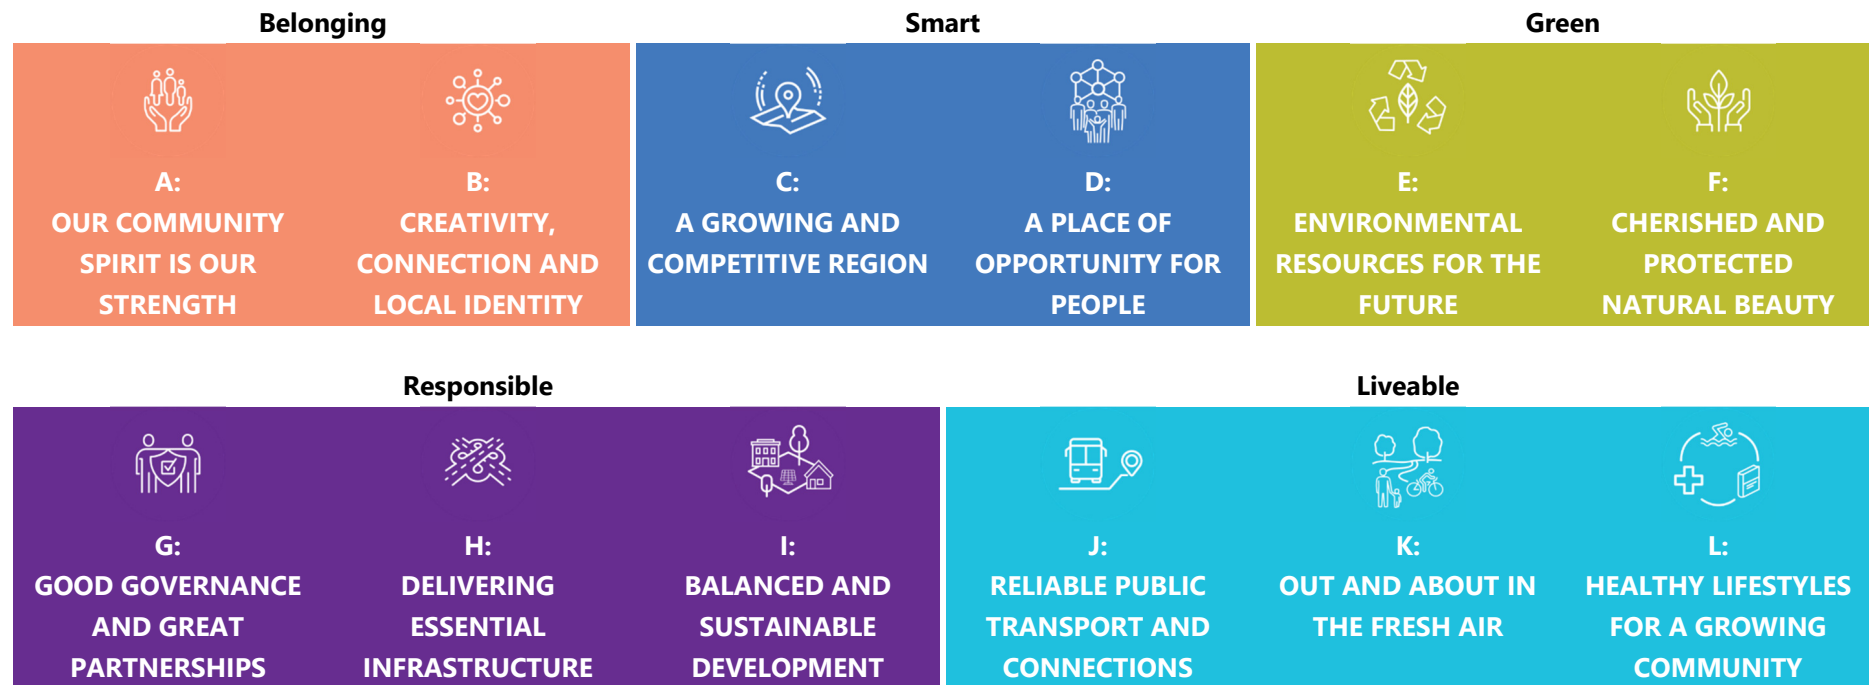 Belonging
Smart
Green
A:
OUR COMMUNITY
SPIRIT IS OUR
STRENGTH
B:
CREATIVITY,
CONNECTION AND
LOCAL IDENTITY
C:
A GROWING AND
COMPETITIVE REGION
D:
A PLACE OF
OPPORTUNITY FOR
PEOPLE
E:
ENVIRONMENTAL
RESOURCES FOR THE
FUTURE
F:
CHERISHED AND
PROTECTED
NATURAL BEAUTY
Responsible
Liveable
G:
GOOD GOVERNANCE
AND GREAT
PARTNERSHIPS
H:
DELIVERING
ESSENTIAL
INFRASTRUCTURE
I:
BALANCED AND
SUSTAINABLE
DEVELOPMENT
J:
RELIABLE PUBLIC
TRANSPORT AND
CONNECTIONS
K:
OUT AND ABOUT IN
THE FRESH AIR
L:
HEALTHY LIFESTYLES
FOR A GROWING
COMMUNITY